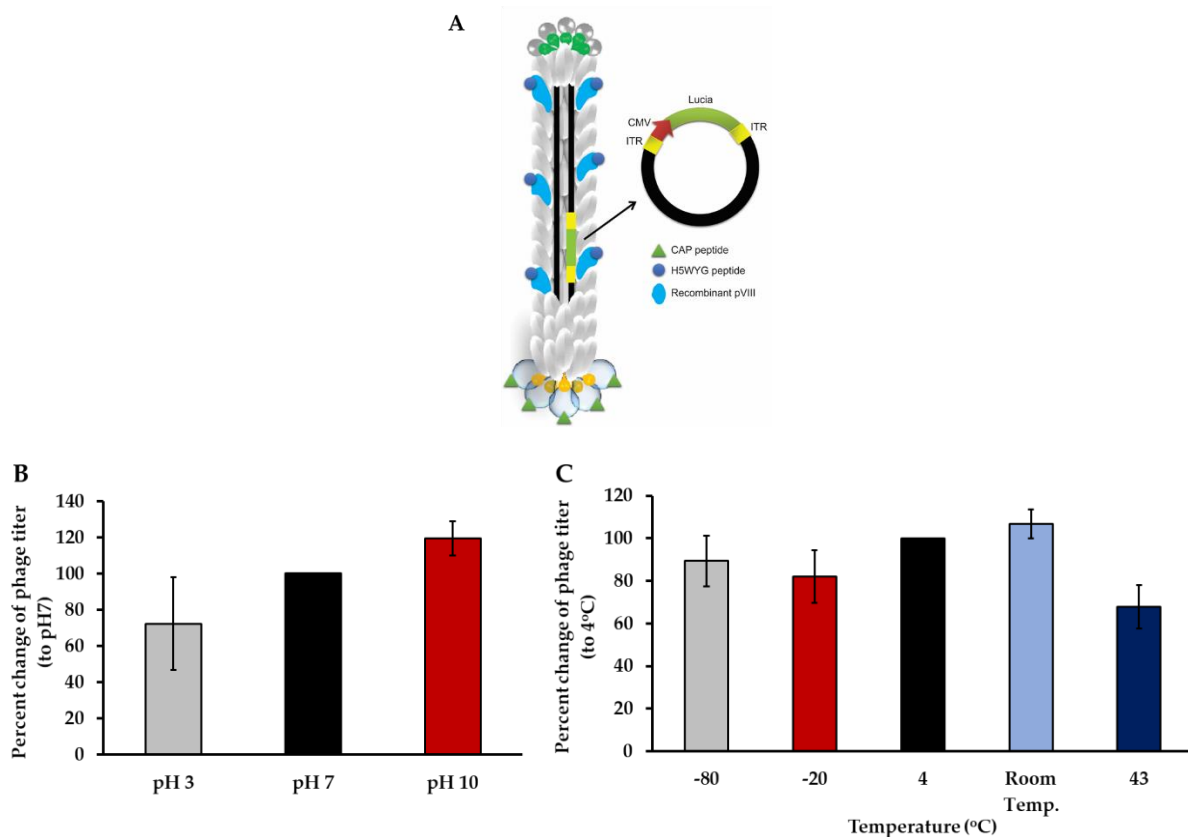 A
Lucia
CMV
ITR
ITR
CAP peptide
H5WYG peptide
Recombinant pVIII
B
Percent change of phage titer
(to pH7)
140
120
100
80
60
40
20
0
pH 3
pH 7
pH 10
C
Percent change of phage titer
(to 4ºC)
120
100
80
60
40
20
0
-80
-20
4
Room
Temp.
43
Temperature (ºC)